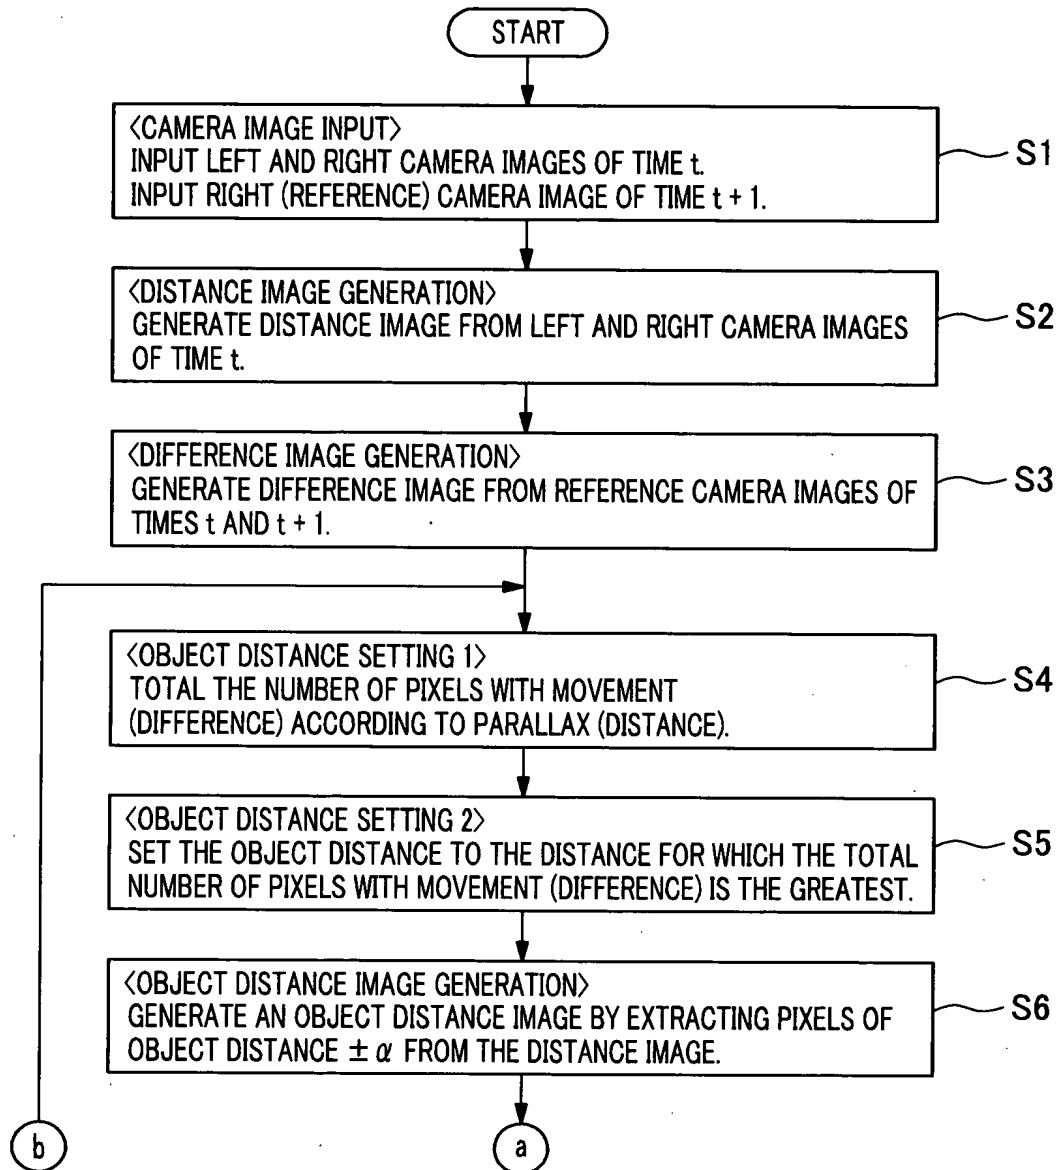 START
〈CAMERA IMAGE INPUT〉
INPUT LEFT AND RIGHT CAMERA IMAGES OF TIME t.
INPUT RIGHT (REFERENCE) CAMERA IMAGE OF TIME t + 1.
S1
〈DISTANCE IMAGE GENERATION〉
GENERATE DISTANCE IMAGE FROM LEFT AND RIGHT CAMERA IMAGES
OF TIME t.
S2
〈DIFFERENCE IMAGE GENERATION〉
GENERATE DIFFERENCE IMAGE FROM REFERENCE CAMERA IMAGES OF
TIMES t AND t + 1.
S3
〈OBJECT DISTANCE SETTING 1〉
TOTAL THE NUMBER OF PIXELS WITH MOVEMENT
(DIFFERENCE) ACCORDING TO PARALLAX (DISTANCE).
S4
〈OBJECT DISTANCE SETTING 2〉
SET THE OBJECT DISTANCE TO THE DISTANCE FOR WHICH THE TOTAL
NUMBER OF PIXELS WITH MOVEMENT (DIFFERENCE) IS THE GREATEST.
S5
〈OBJECT DISTANCE IMAGE GENERATION〉
GENERATE AN OBJECT DISTANCE IMAGE BY EXTRACTING PIXELS OF
OBJECT DISTANCE ± α FROM THE DISTANCE IMAGE.
S6
b
a